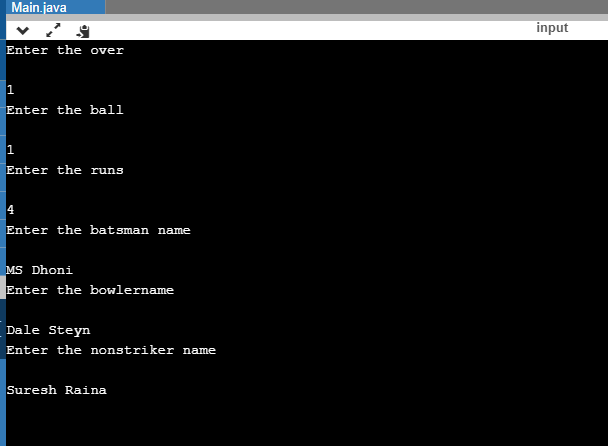 Main.java
input
Enter the over
1
Enter the ball
1
Enter the runs
4
Enter the batsman name
MS Dhoni
Enter the bowlername
Dale Steyn
Enter the nonstriker name
Suresh Raina